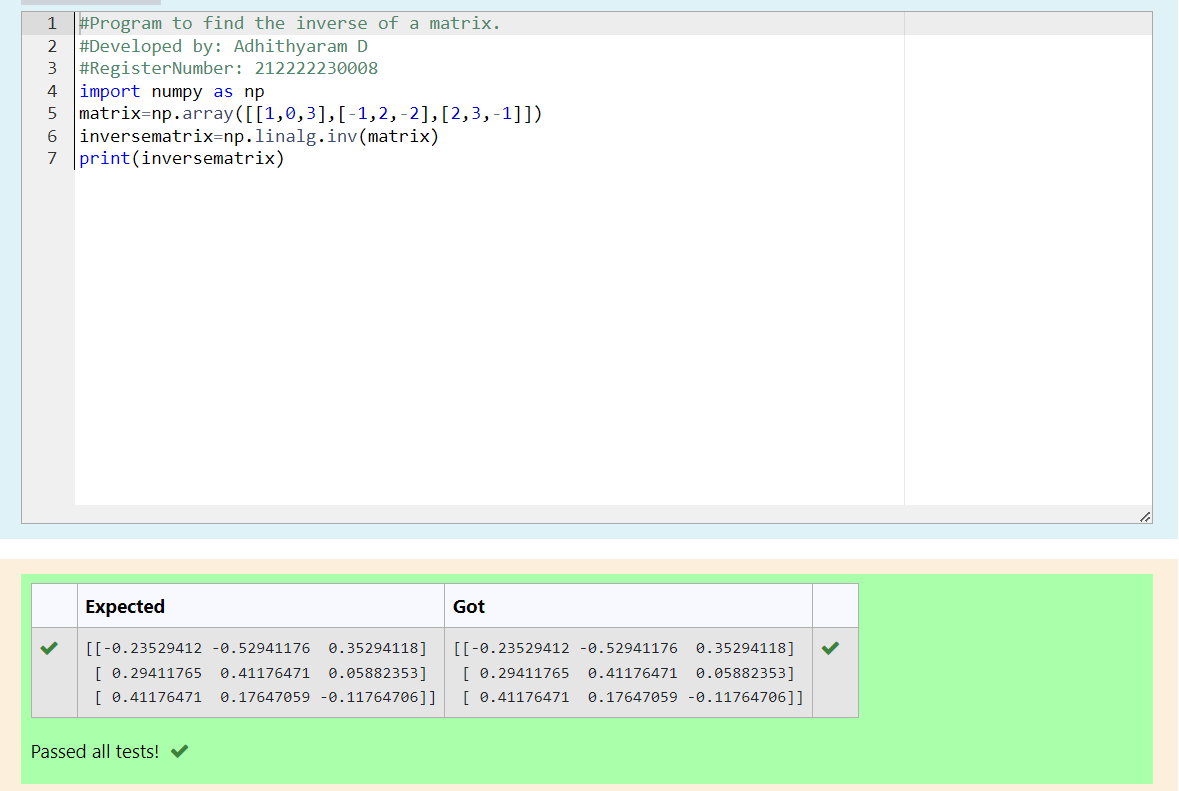 1 #Program to find the inverse of a matrix.
2 #Developed by: Adhithyaram D
3 #RegisterNumber: 212222230008
4 import numpy as np
5 matrix=np.array([[1,0,3],[-1,2,-2],[2,3,-1]])
6 inversematrix=np.linalg.inv(matrix)
7 print(inversematrix)
Expected Got
[[-0.23529412 -0.52941176  0.35294118] [[-0.23529412 -0.52941176  0.35294118]
[ 0.29411765  0.41176471  0.05882353] [ 0.29411765  0.41176471  0.05882353]
[ 0.41176471  0.17647059 -0.11764706]] [ 0.41176471  0.17647059 -0.11764706]]
Passed all tests!